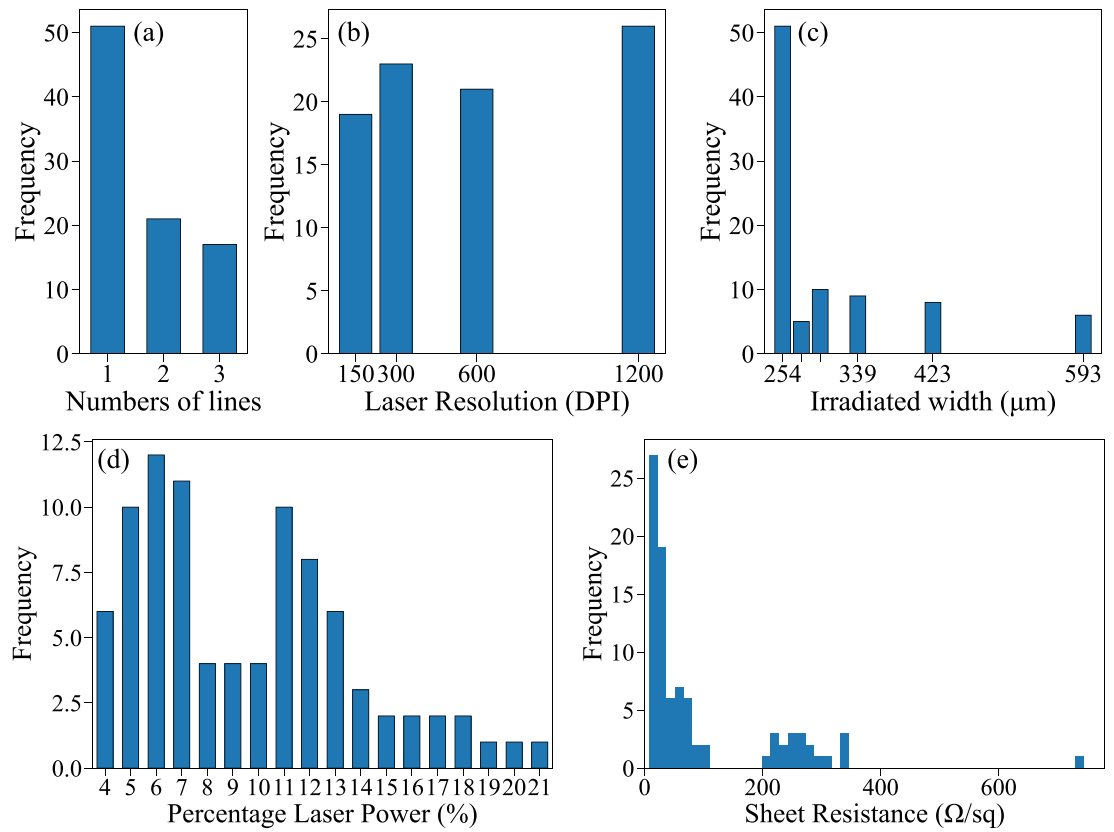 (a)
Frequency
50
40
30
20
10
0
1 2 3
Numbers of lines
(b)
Frequency
25
20
15
10
5
0
150 300 600 1200
Laser Resolution (DPI)
(c)
Frequency
50
40
30
20
10
0
254 339 423 593
Irradiated width (μm)
(d)
Frequency
12.5
10.0
7.5
5.0
2.5
0.0
4 5 6 7 8 9 10 11 12 13 14 15 16 17 18 19 20 21
Percentage Laser Power (%)
(e)
Frequency
25
20
15
10
5
0
0 200 400 600
Sheet Resistance (Ω/sq)